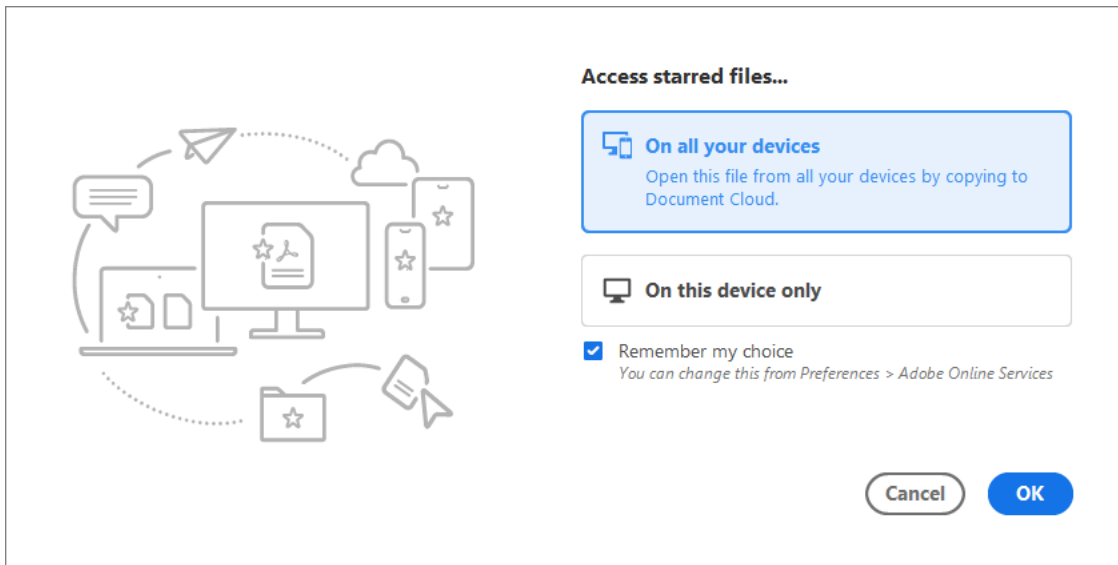 Access starred files...
On all your devices
Open this file from all your devices by copying to
Document Cloud.
On this device only
Remember my choice
You can change this from Preferences > Adobe Online Services
Cancel
OK